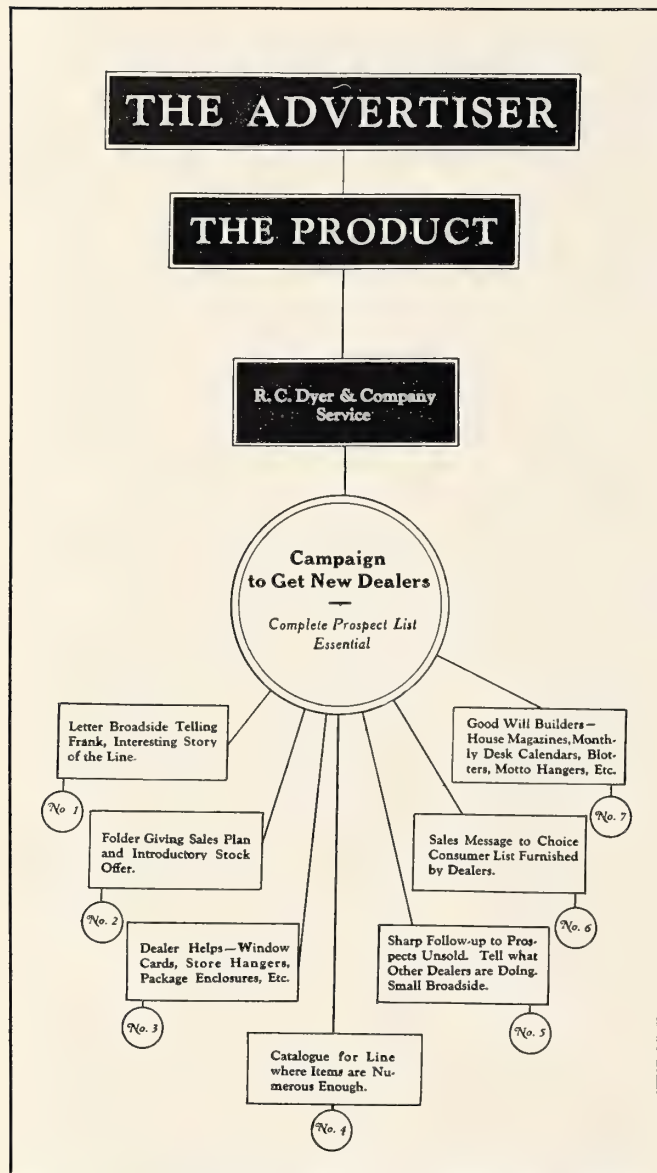 THE ADVERTISER
THE PRODUCT
R. C. Dyer & Company
Service
Campaign
to Get New Dealers
Complete Prospect List
Essential
Letter Broadside Telling
Frank, Interesting Story
of the Line.
No. 1
Folder Giving Sales Plan
and Introductory Stock
Offer.
No. 2
Dealer Helps—Window
Cards, Store Hangers,
Package Enclosures, Etc.
No. 3
Catalogue for Line
where Items are Nu-
merous Enough.
No. 4
Sharp Follow-up to Pros-
pects Unsold. Tell what
Other Dealers are Doing.
Small Broadside.
No. 5
Sales Message to Choice
Consumer List Furnished
by Dealers.
No. 6
Good Will Builders—
House Magazines, Month-
ly Desk Calendars, Blot-
ters, Motto Hangers, Etc.
No. 7